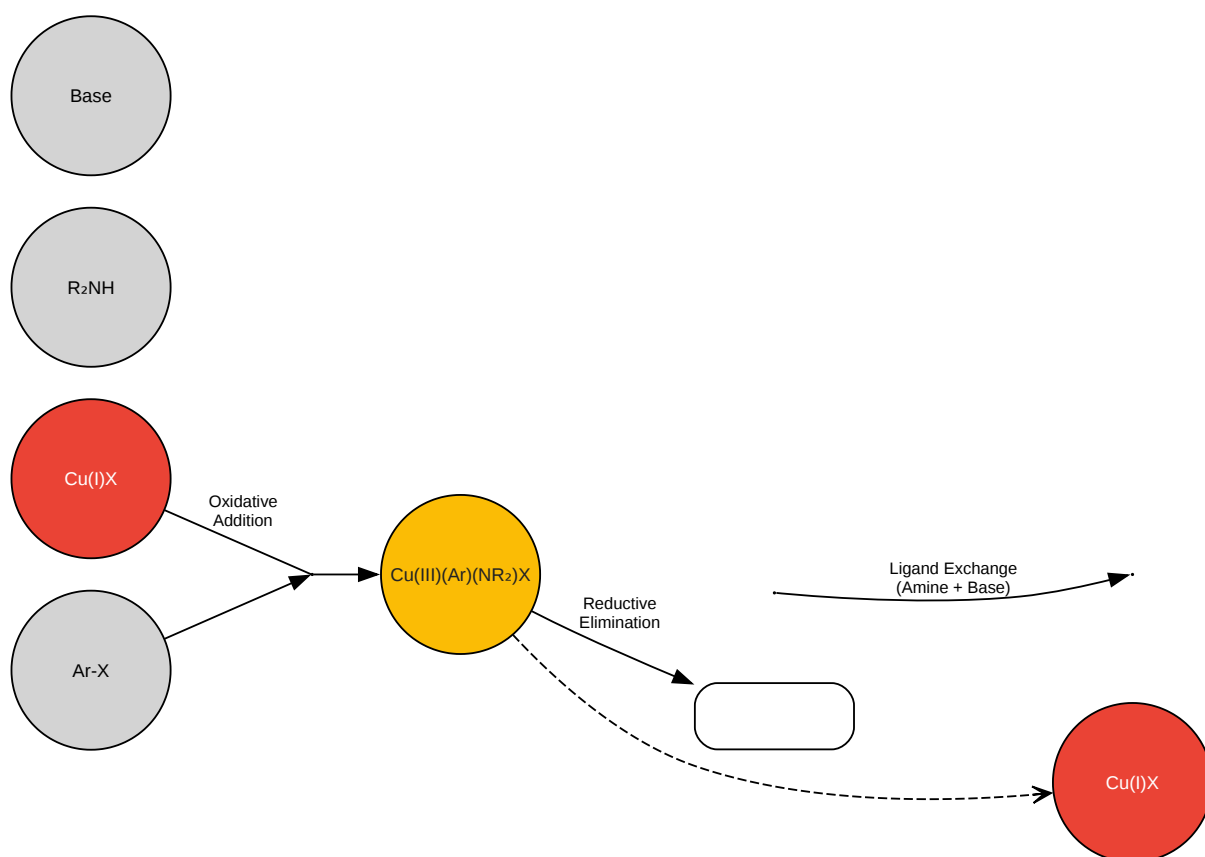 Base
R₂NH
Cu(I)X
Oxidative
Addition
Ar-X
Cu(III)(Ar)(NR₂)X
Reductive
Elimination
Ligand Exchange
(Amine + Base)
Cu(I)X